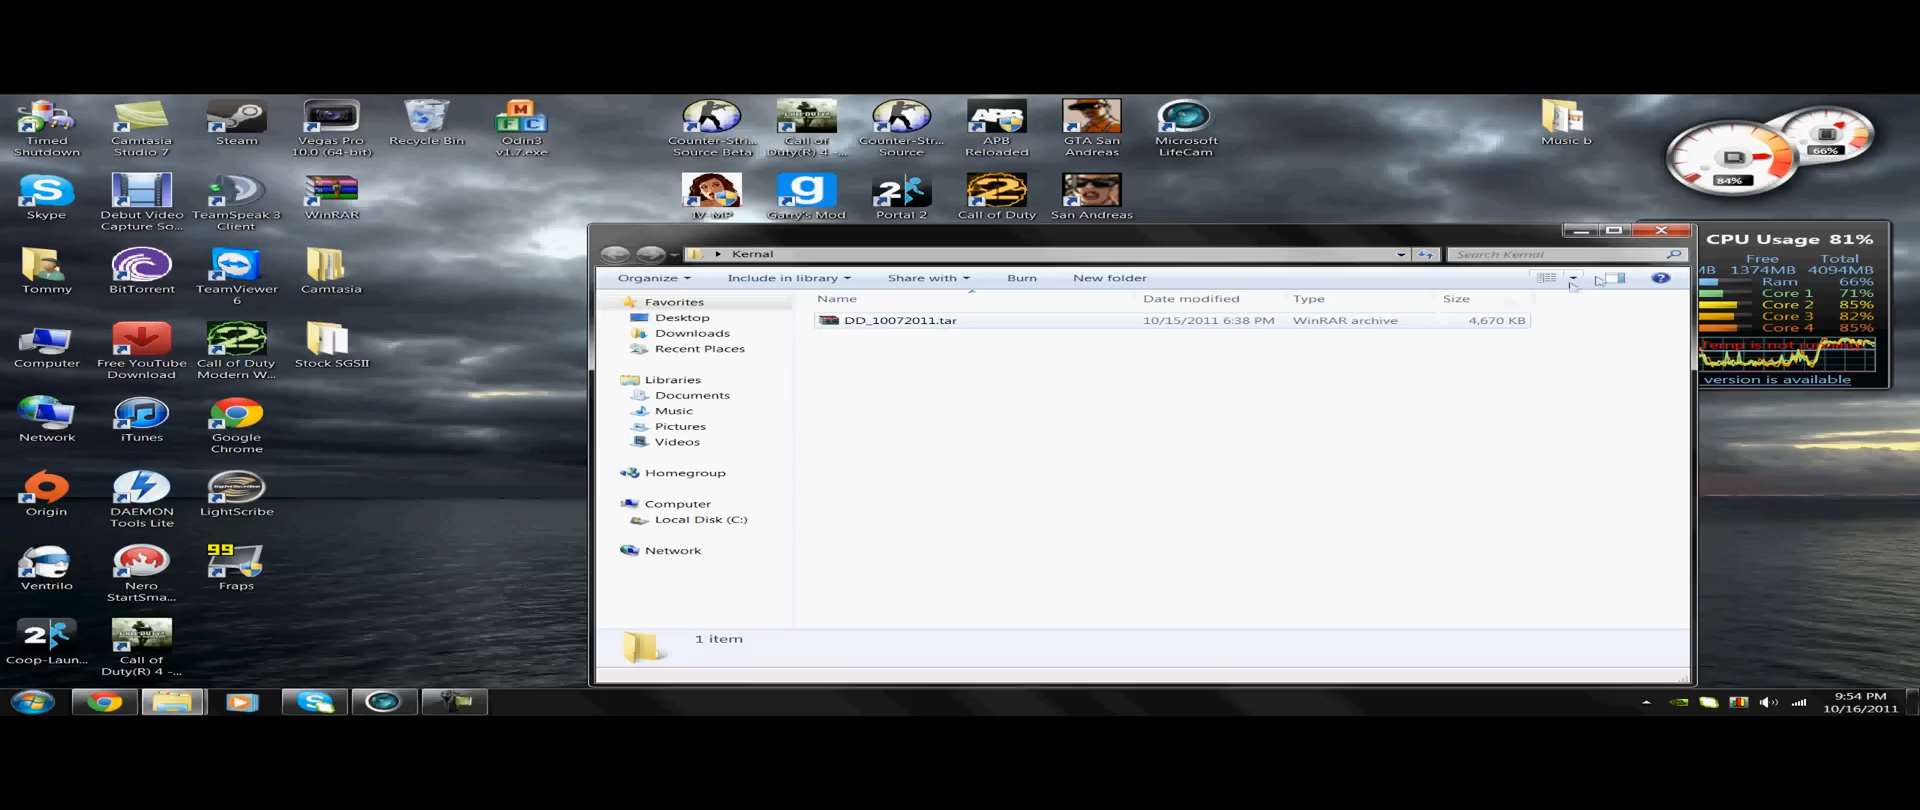 Timed
Shutdown
Camtasia
Studio 7
Steam
Vegas Pro
10.0 (64-bit)
Recycle Bin
Odin3
v1.7.exe
Counter-Stri...
Source Beta
Call of
Duty(R) 4 -...
Counter-Str...
Source
APB
Reloaded
GTA San
Andreas
Microsoft
LifeCam
Music b
84%
66%
Skype
Debut Video
Capture So...
TeamSpeak 3
Client
WinRAR
IV-MP
Garry's Mod
Portal 2
Call of Duty
San Andreas
Tommy
BitTorrent
TeamViewer
6
Camtasia
Computer
Free YouTube
Download
Call of Duty
Modern W...
Stock SGSII
Network
iTunes
Google
Chrome
Origin
DAEMON
Tools Lite
LightScribe
Ventrilo
Nero
StartSma...
99
Fraps
Coop-Laun...
Call of
Duty(R) 4 -...
Kernal
Search Kernal
Organize
Include in library
Share with
Burn
New folder
Name
Date modified
Type
Size
DD_10072011.tar
10/15/2011 6:38 PM
WinRAR archive
4,670 KB
Favorites
Desktop
Downloads
Recent Places
Libraries
Documents
Music
Pictures
Videos
Homegroup
Computer
Local Disk (C:)
Network
1 item
CPU Usage 81%
Free Total
MB 1374MB 4094MB
Ram 66%
Core 1 71%
Core 2 85%
Core 3 82%
Core 4 85%
version is available
9:54 PM
10/16/2011